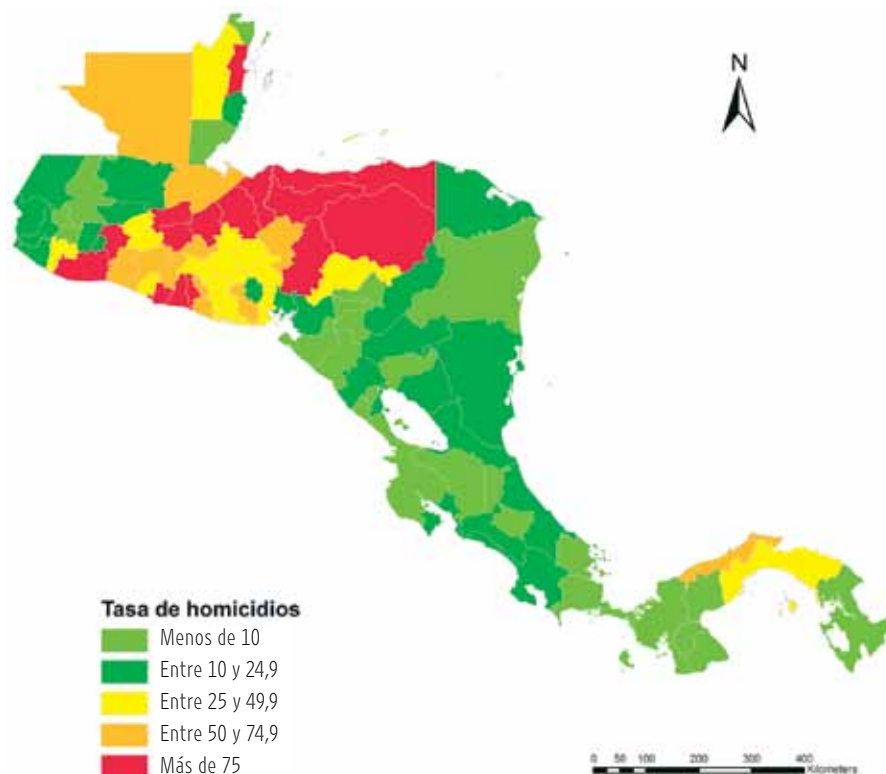 N
Tasa de homicidios
Menos de 10
Entre 10 y 24,9
Entre 25 y 49,9
Entre 50 y 74,9
Más de 75
0 50 100 200 300 400
Kilometers